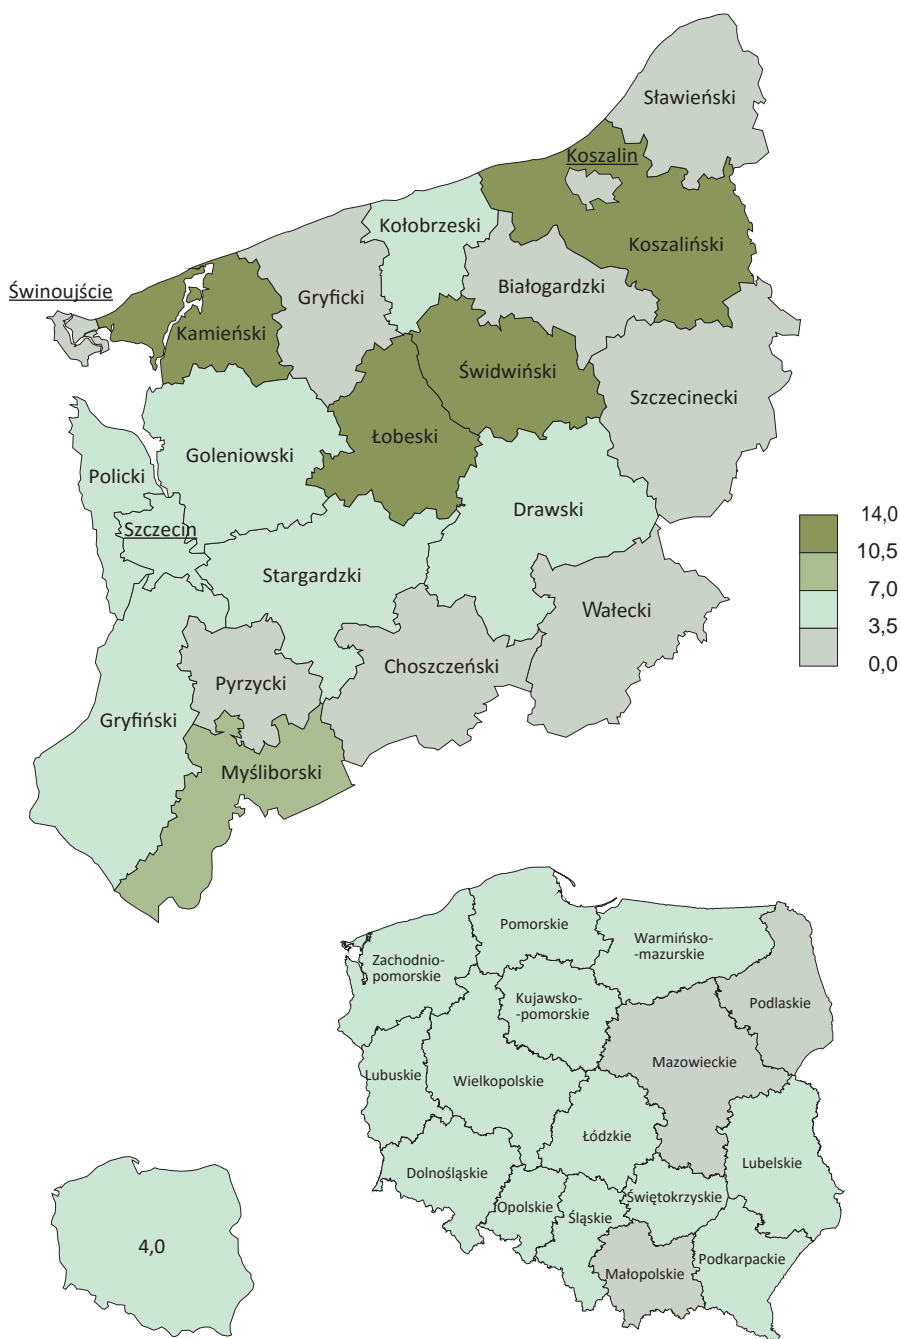 Sławieński
Koszalin
Kołobrzeski
Koszaliński
Świnoujście
Gryficki
Białogardzki
Kamieński
Świdwiński
Szczecinecki
Łobeski
Goleniowski
Policki
Drawski
Szczecin
Stargardzki
Wałecki
Choszczeński
Pyrzycki
Gryfiński
Myśliborski
14,0
10,5
7,0
3,5
0,0
Pomorskie
Warmińsko-
-mazurskie
Zachodnio-
pomorskie
Podlaskie
Kujawsko-
-pomorskie
Mazowieckie
Lubuskie
Wielkopolskie
Łódzkie
Lubelskie
Dolnośląskie
Świętokrzyskie
Opolskie
Śląskie
Podkarpackie
Małopolskie
4,0